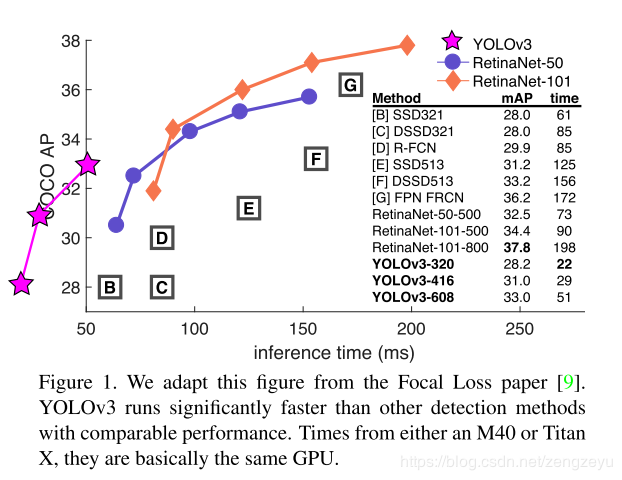 38
36
34
32
30
28
COCO AP
50
100
150
200
250
inference time (ms)
B
C
D
E
F
G
YOLOv3
RetinaNet-50
RetinaNet-101
Method mAP time
[B] SSD321 28.0 61
[C] DSSD321 28.0 85
[D] R-FCN 29.9 85
[E] SSD513 31.2 125
[F] DSSD513 33.2 156
[G] FPN FRCN 36.2 172
RetinaNet-50-500 32.5 73
RetinaNet-101-500 34.4 90
RetinaNet-101-800 37.8 198
YOLOv3-320 28.2 22
YOLOv3-416 31.0 29
YOLOv3-608 33.0 51
Figure 1. We adapt this figure from the Focal Loss paper [9].
YOLOv3 runs significantly faster than other detection methods
with comparable performance. Times from either an M40 or Titan
X, they are basically the same GPU.
https://blog.csdn.net/zengzeyu